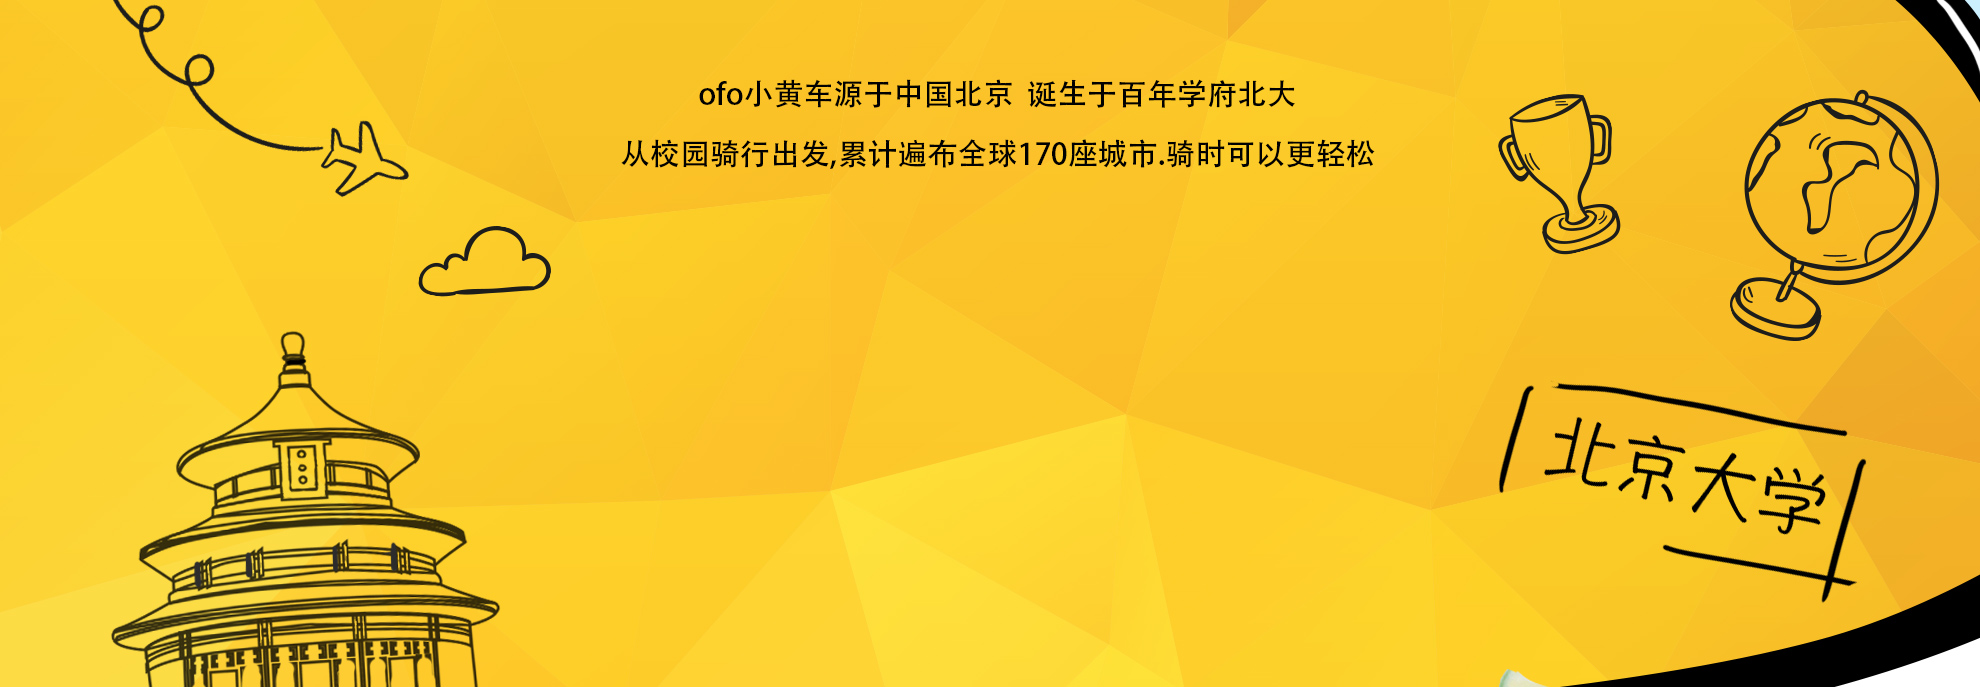 ofo小黄车源于中国北京 诞生于百年学府北大
从校园骑行出发,累计遍布全球170座城市.骑时可以更轻松
北京大学